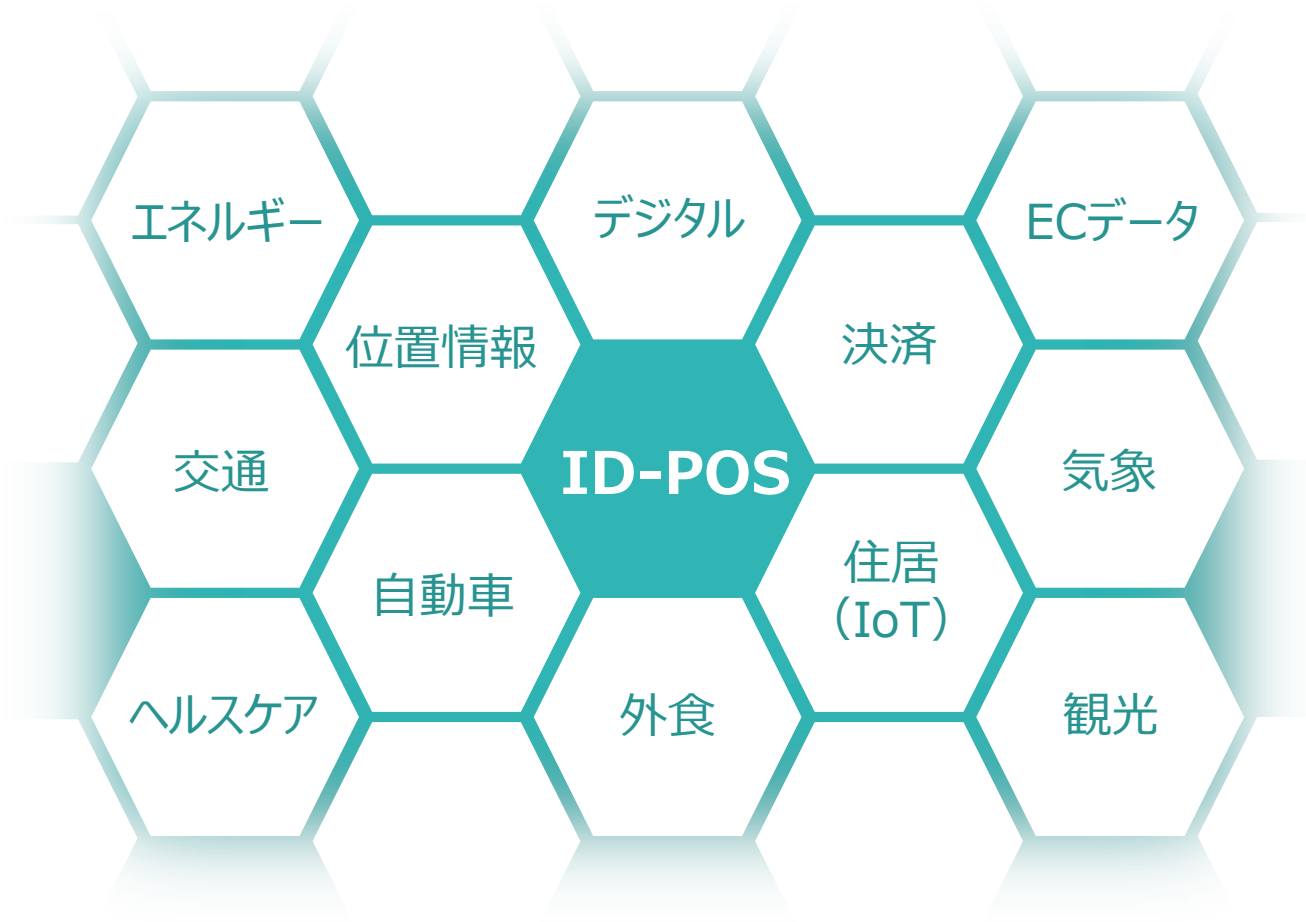 エネルギー
デジタル
ECデータ
位置情報
決済
交通
ID-POS
気象
自動車
住居
（IoT）
ヘルスケア
外食
観光